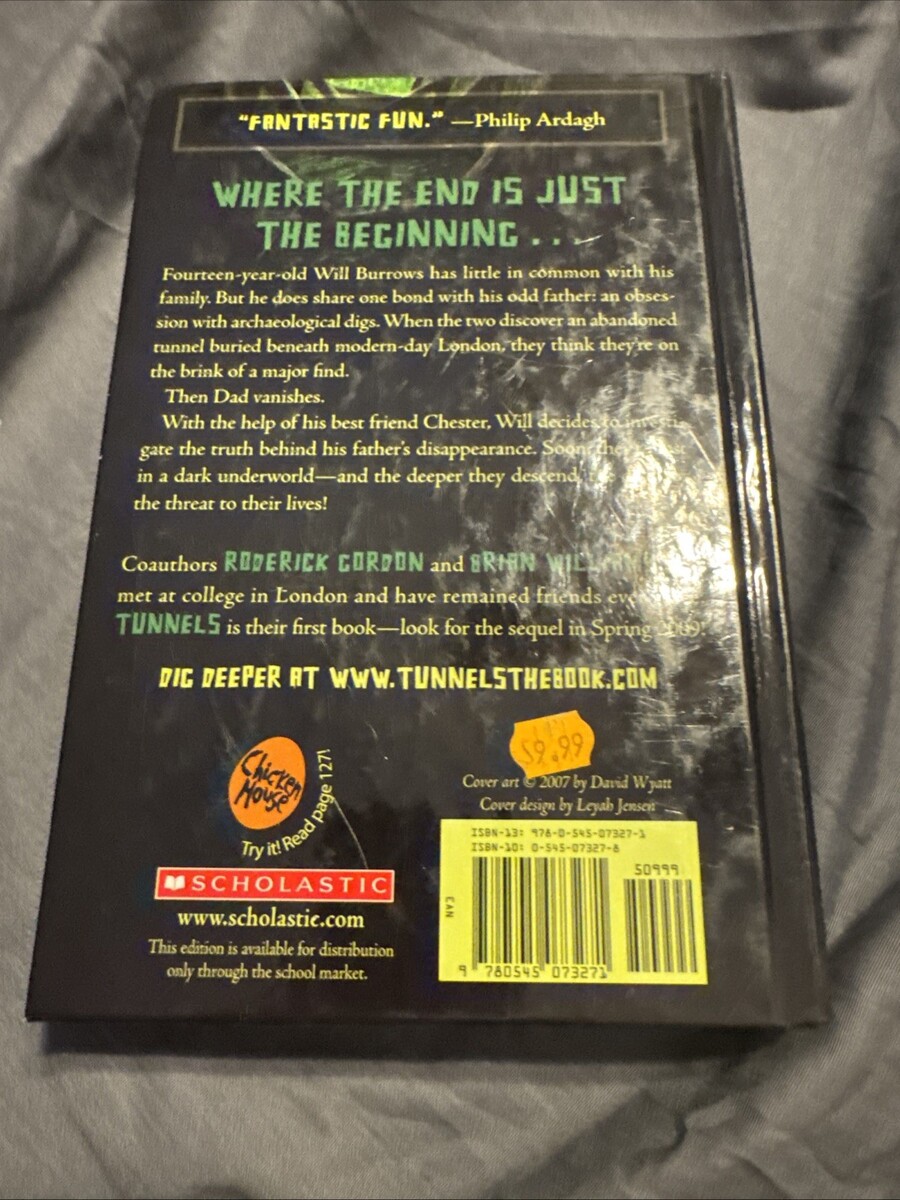 "FANTASTIC FUN." —Philip Ardagh
WHERE THE END IS JUST
THE BEGINNING . . .
Fourteen-year-old Will Burrows has little in common with his
family. But he does share one bond with his odd father: an obses-
sion with archaeological digs. When the two discover an abandoned
tunnel buried beneath modern-day London, they think they're on
the brink of a major find.
Then Dad vanishes.
With the help of his best friend Chester, Will decides to investi-
gate the truth behind his father's disappearance. Soon they
in a dark underworld—and the deeper they descend,
the threat to their lives!
Coauthors RODERICK GORDON and BRIAN
met at college in London and have remained friends
TUNNELS is their first book—look for the sequel in Spring 2009!
DIG DEEPER AT WWW.TUNNELSTHEBOOK.COM
Chicken
House
Try it! Read page 127!
SCHOLASTIC
www.scholastic.com
This edition is available for distribution
only through the school market.
59.99
Cover art © 2007 by David Wyatt
Cover design by Leyah Jensen
ISBN-13: 978-0-545-07327-1
ISBN-10: 0-545-07327-8
50999
EAN
9 780545 073271